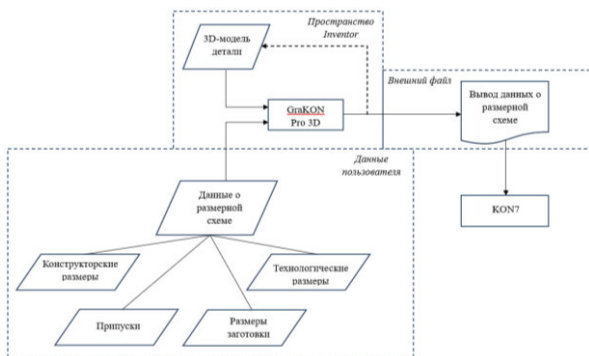 Пространство
Inventor
3D-модель
детали
Внешний файл
GraKON
Pro 3D
Вывод данных о
размерной
схеме
Данные
пользователя
Данные о
размерной
схеме
KON7
Конструкторские
размеры
Технологические
размеры
Припуски
Размеры
заготовки